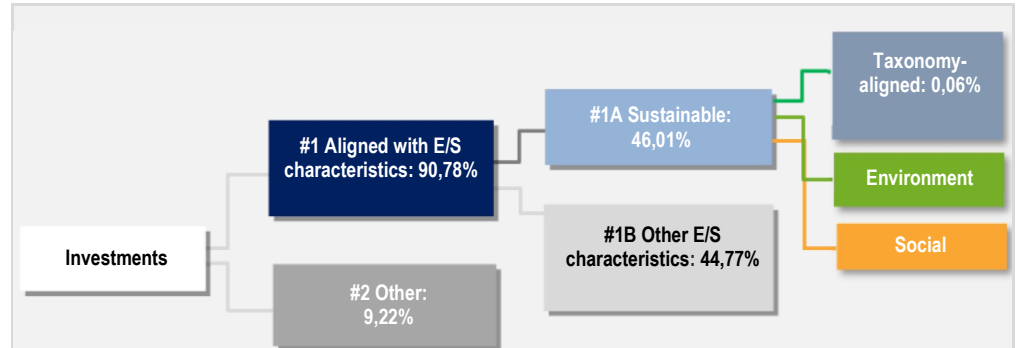 Taxonomy-
aligned: 0,06%
#1A Sustainable:
46,01%
#1 Aligned with E/S
characteristics: 90,78%
Environment
#1B Other E/S
characteristics: 44,77%
Social
Investments
#2 Other:
9,22%